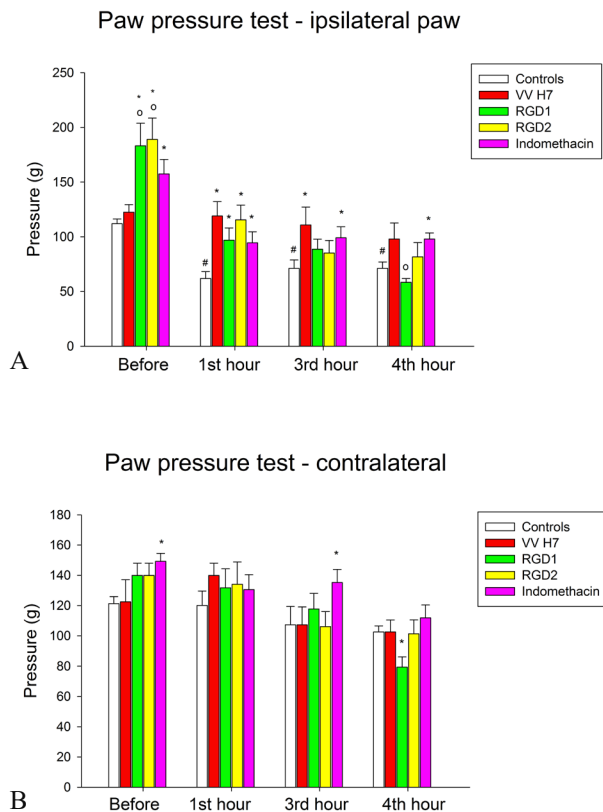 Paw pressure test - ipsilateral paw
250
200
150
100
50
0
Pressure (g)
* o
* o
*
#
*
*
*
*
#
*
*
#
o
*
Before 1st hour 3rd hour 4th hour
Controls
VV H7
RGD1
RGD2
Indomethacin
A
Paw pressure test - contralateral
180
160
140
120
100
80
60
40
20
0
Pressure (g)
*
*
*
Before 1st hour 3rd hour 4th hour
Controls
VV H7
RGD1
RGD2
Indomethacin
B